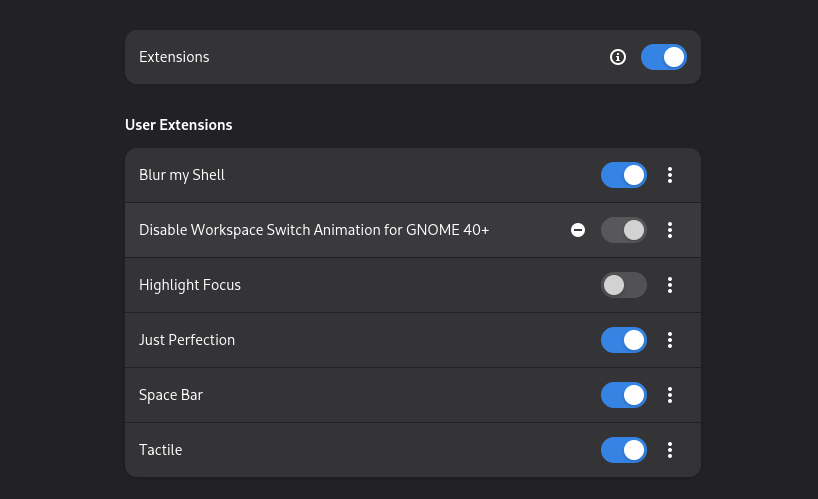 Extensions
User Extensions
Blur my Shell
Disable Workspace Switch Animation for GNOME 40+
Highlight Focus
Just Perfection
Space Bar
Tactile